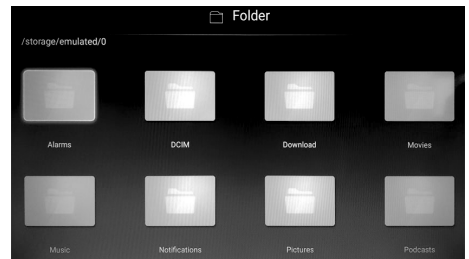 Folder
/storage/emulated/0
Alarms DCIM Download Movies
Music Notifications Pictures Podcasts